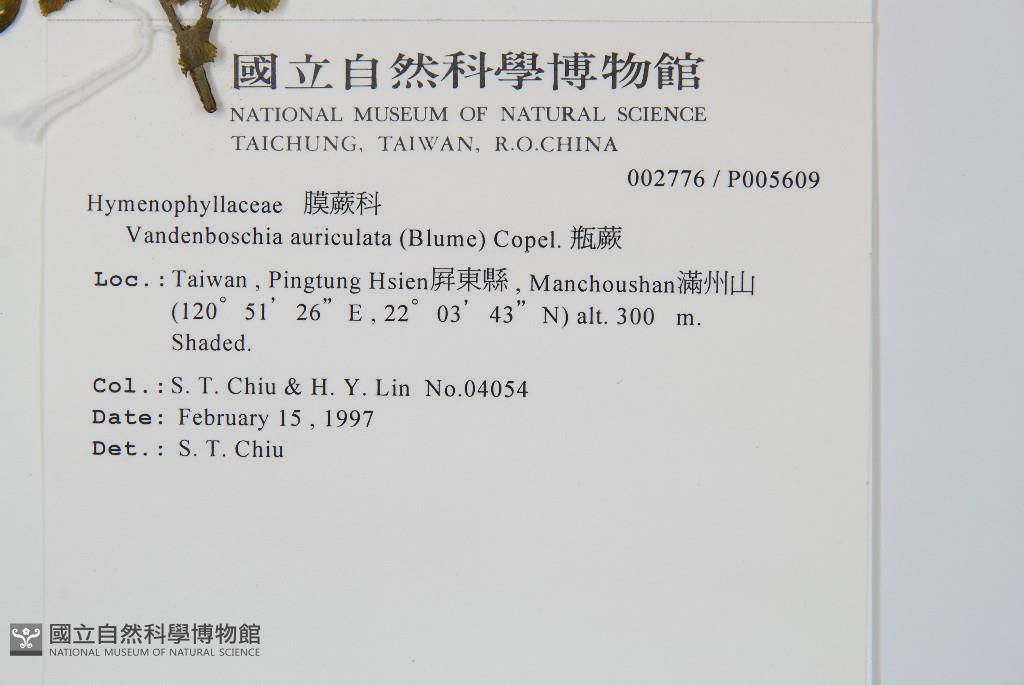 國立自然科學博物館
NATIONAL MUSEUM OF NATURAL SCIENCE
TAICHUNG, TAIWAN, R.O.CHINA
002776 / P005609
Hymenophyllaceae 膜蕨科
Vandenboschia auriculata (Blume) Copel. 瓶蕨
Loc.: Taiwan , Pingtung Hsien屏東縣 , Manchoushan滿州山
(120° 51’ 26” E , 22° 03’ 43” N) alt. 300 m.
Shaded.
Col.: S. T. Chiu & H. Y. Lin No.04054
Date: February 15 , 1997
Det.: S. T. Chiu
國立自然科學博物館
NATIONAL MUSEUM OF NATURAL SCIENCE